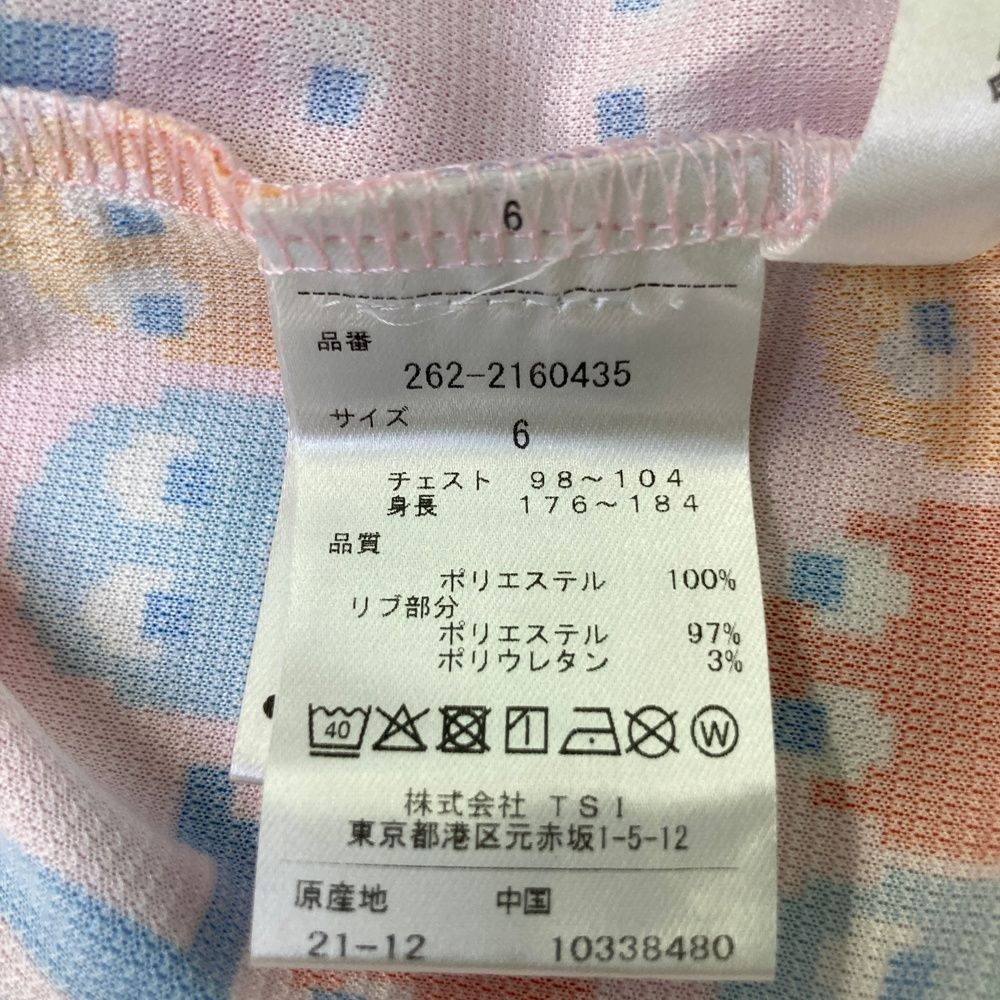 6
品番
262-2160435
サイズ
6
チェスト 98～104
身長 176～184
品質
ポリエステル 100%
リブ部分
ポリエステル 97%
ポリウレタン 3%
40 1 W
株式会社 TSI
東京都港区元赤坂1-5-12
原産地 中国
21-12 10338480